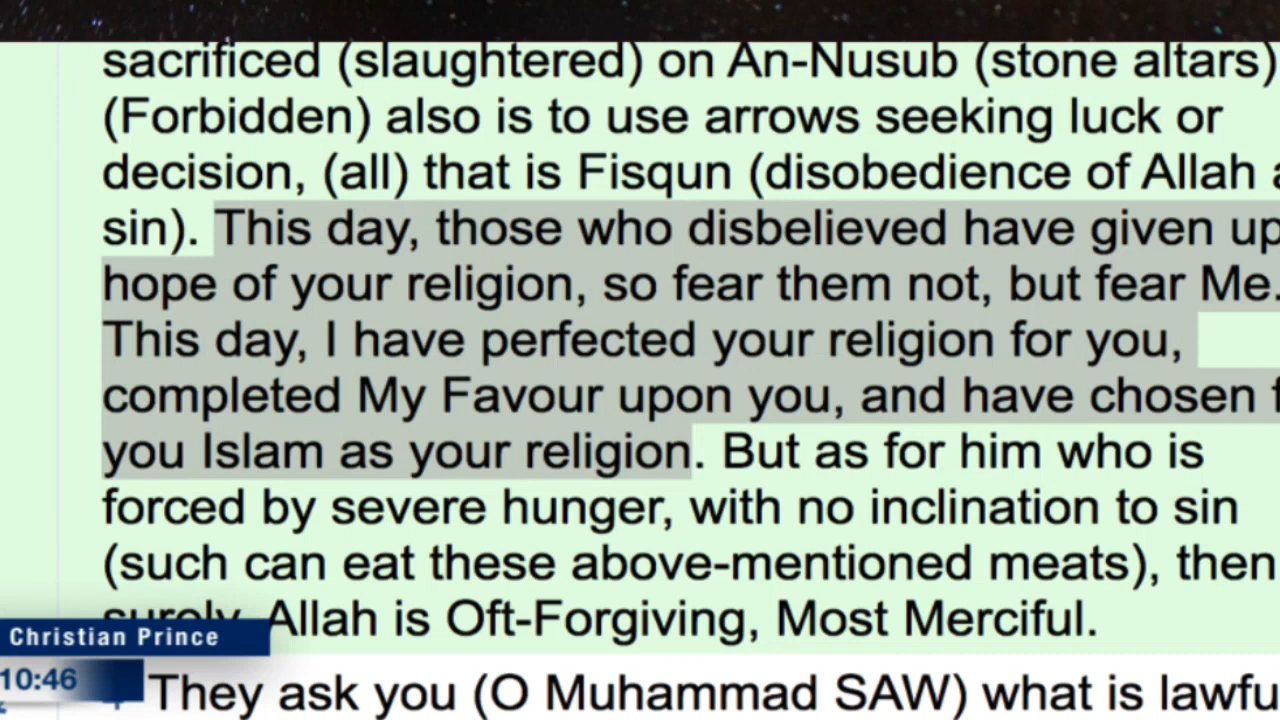 sacrificed (slaughtered) on An-Nusub (stone altars)
(Forbidden) also is to use arrows seeking luck or
decision, (all) that is Fisqun (disobedience of Allah
sin). This day, those who disbelieved have given up
hope of your religion, so fear them not, but fear Me.
This day, I have perfected your religion for you,
completed My Favour upon you, and have chosen
you Islam as your religion. But as for him who is
forced by severe hunger, with no inclination to sin
(such can eat these above-mentioned meats), then
surely, Allah is Oft-Forgiving, Most Merciful.
Christian Prince
10:46
They ask you (O Muhammad SAW) what is